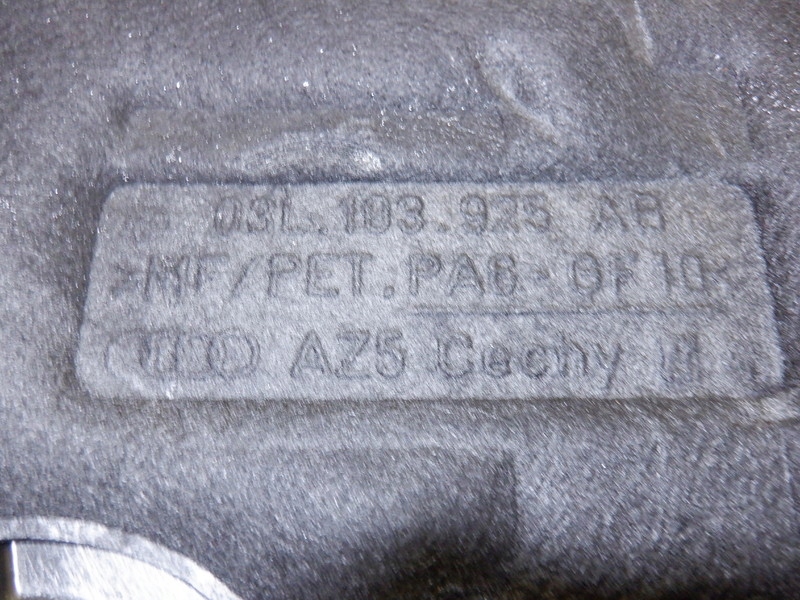 03L.103.925 AB
>MF/PET.PA6-GF10<
AZ5 Cechy